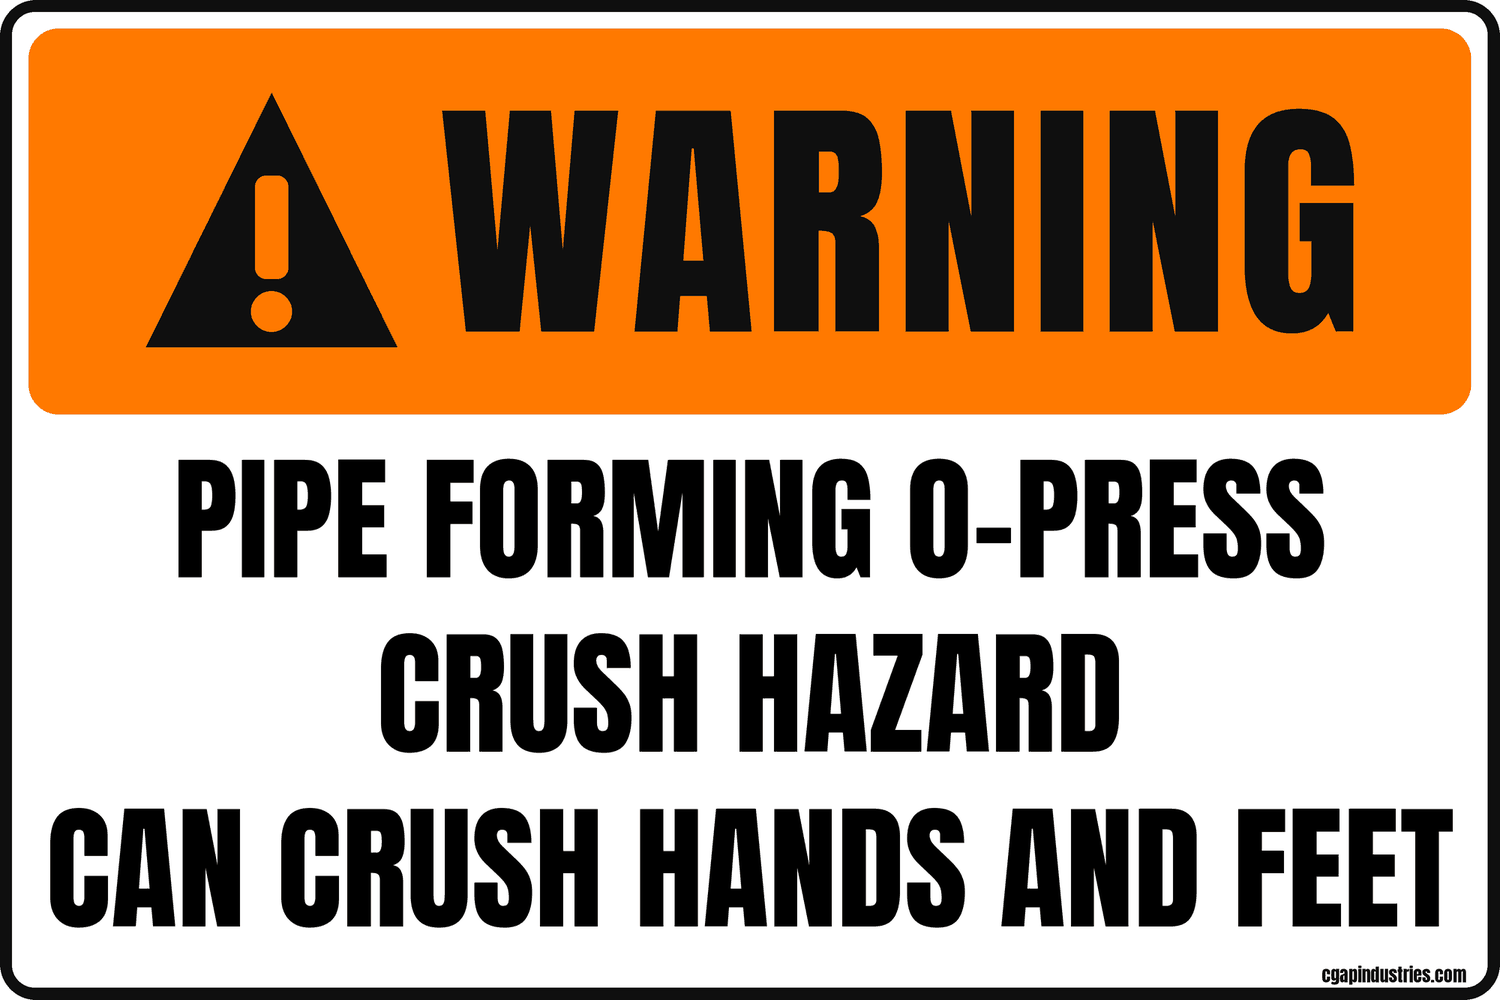 WARNING
PIPE FORMING O-PRESS
CRUSH HAZARD
CAN CRUSH HANDS AND FEET
cgapindustries.com